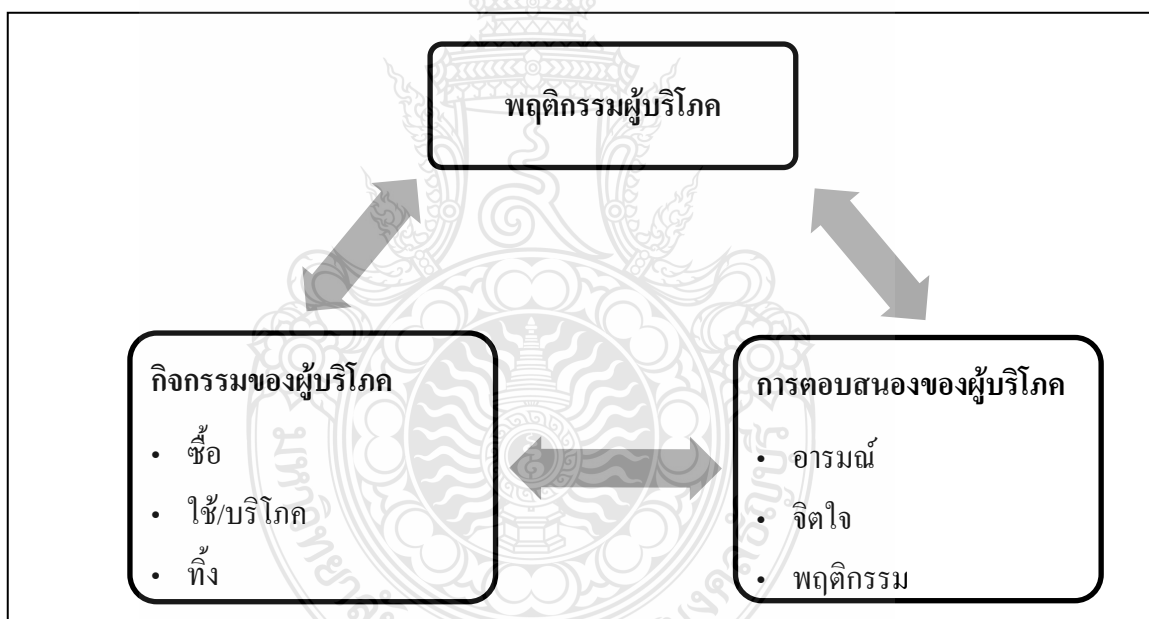 พฤติกรรมผู้บริโภค
กิจกรรมของผู้บริโภค
• ซื้อ
• ใช้/บริโภค
• ทิ้ง
การตอบสนองของผู้บริโภค
• อารมณ์
• จิตใจ
• พฤติกรรม